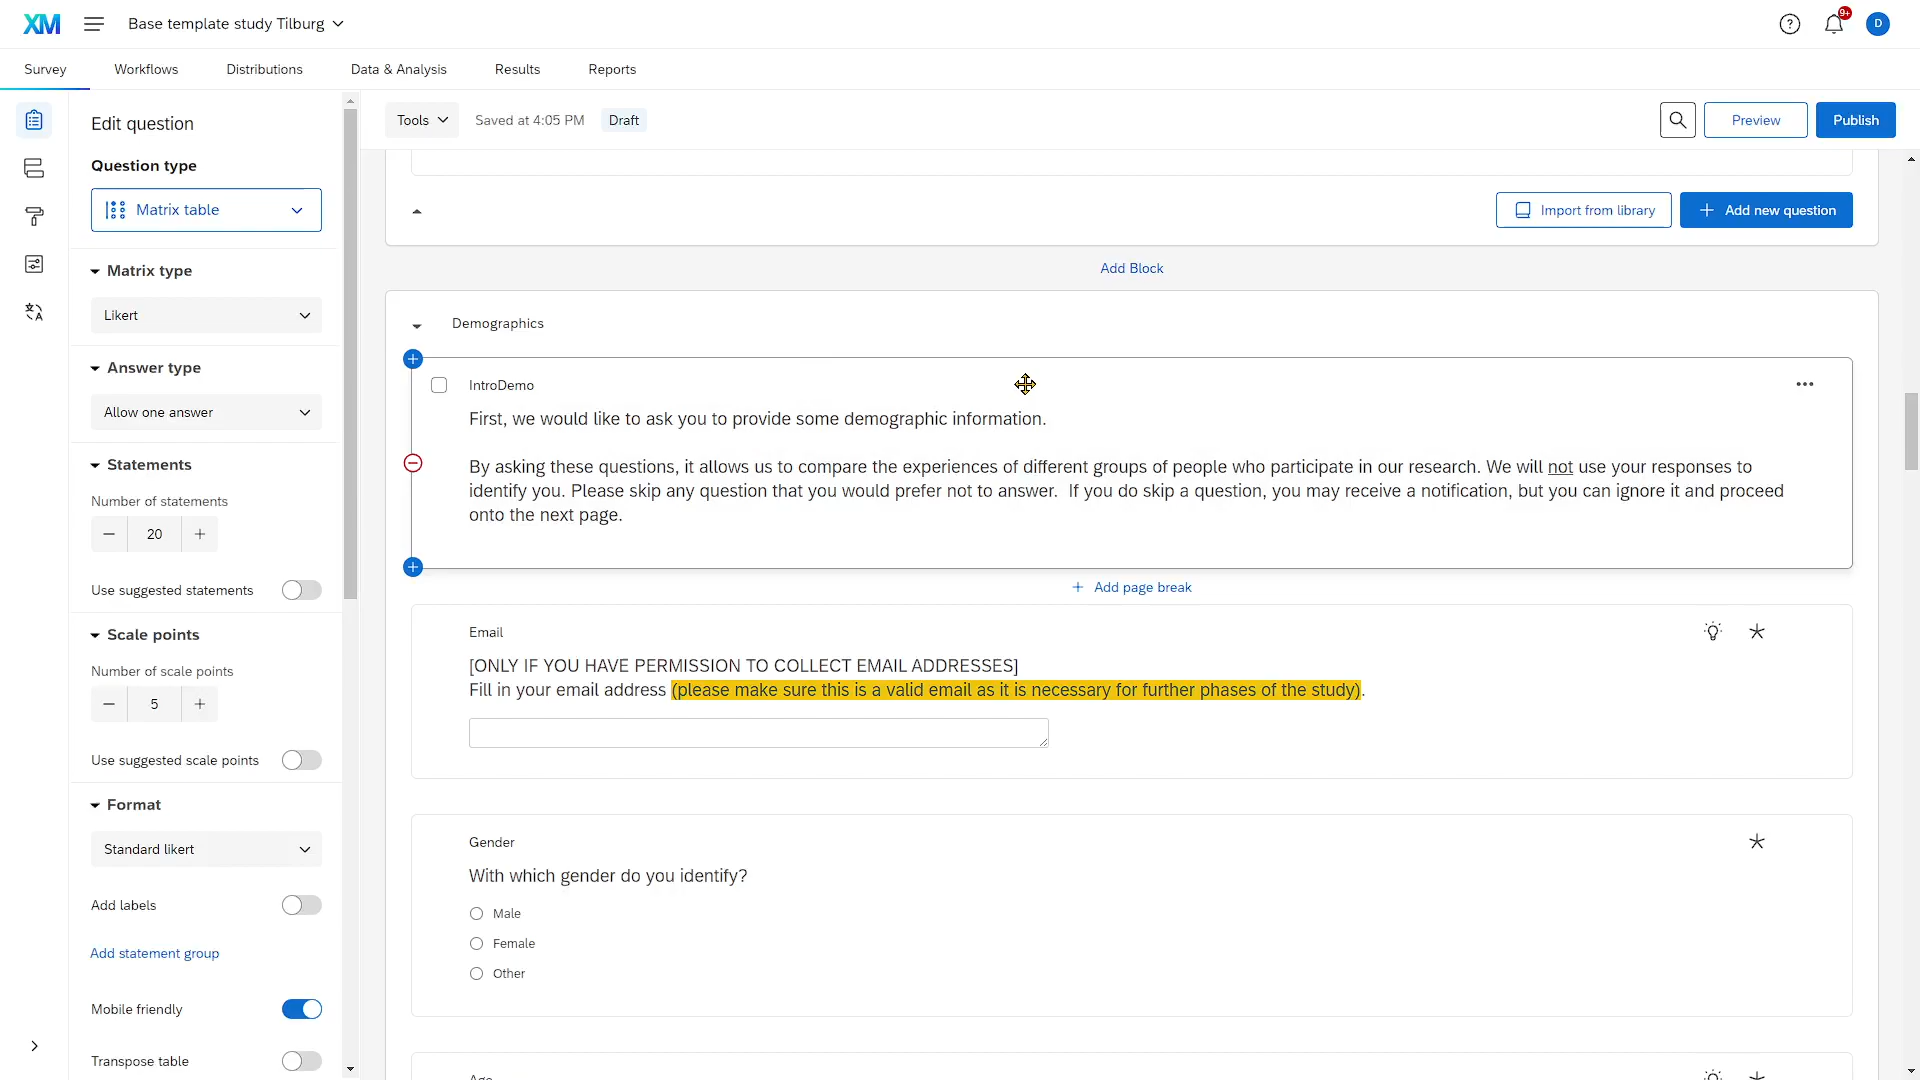 XM
Base template study Tilburg
9+
D
Survey
Workflows
Distributions
Data & Analysis
Results
Reports
Edit question
Question type
Matrix table
Matrix type
Likert
Answer type
Allow one answer
Statements
Number of statements
20
Use suggested statements
Scale points
Number of scale points
5
Use suggested scale points
Format
Standard likert
Add labels
Add statement group
Mobile friendly
Transpose table
Tools
Saved at 4:05 PM
Draft
Preview
Publish
Import from library
Add new question
Add Block
Demographics
IntroDemo
First, we would like to ask you to provide some demographic information.
By asking these questions, it allows us to compare the experiences of different groups of people who participate in our research. We will not use your responses to
identify you. Please skip any question that you would prefer not to answer.  If you do skip a question, you may receive a notification, but you can ignore it and proceed
onto the next page.
Add page break
Email
[ONLY IF YOU HAVE PERMISSION TO COLLECT EMAIL ADDRESSES]
Fill in your email address (please make sure this is a valid email as it is necessary for further phases of the study).
Gender
With which gender do you identify?
Male
Female
Other
Age